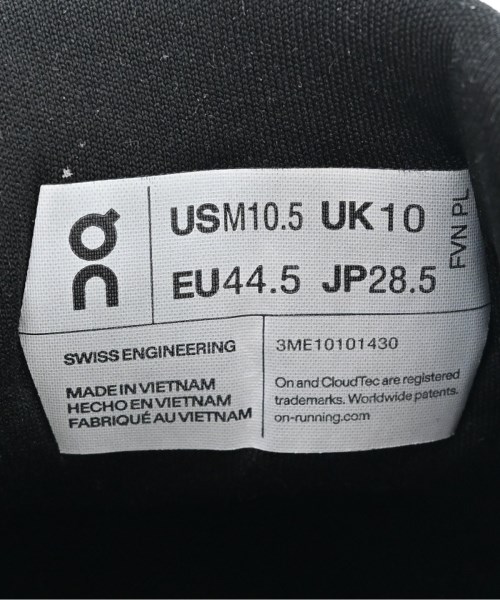 On
USM10.5 UK10
EU44.5 JP28.5
FVN PL
SWISS ENGINEERING
MADE IN VIETNAM
HECHO EN VIETNAM
FABRIQUÉ AU VIETNAM
3ME10101430
On and CloudTec are registered
trademarks. Worldwide patents.
on-running.com